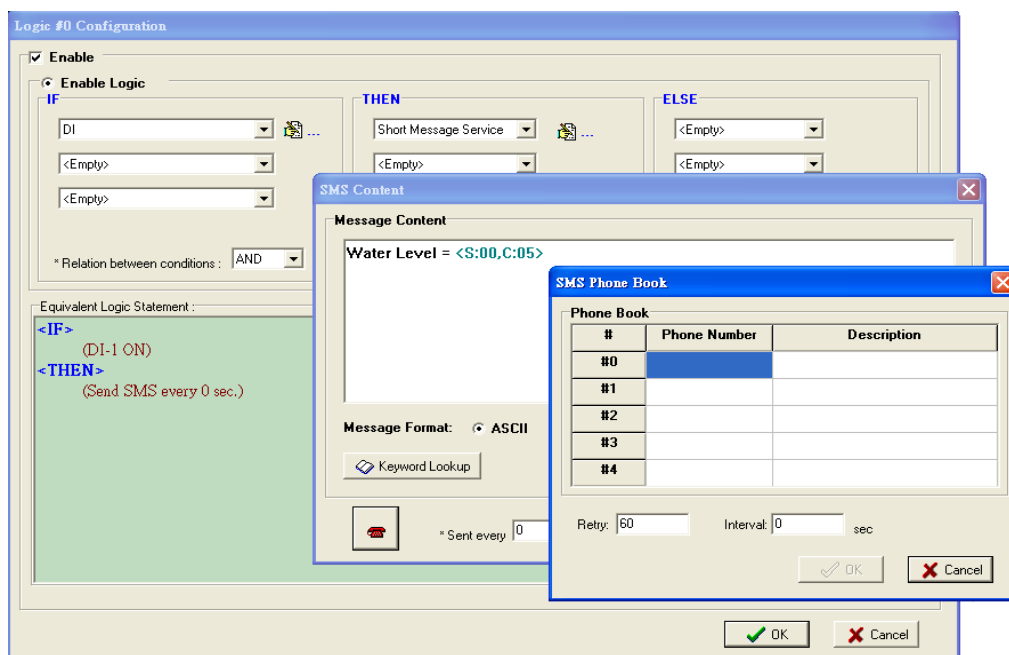 Logic #0 Configuration
Enable
Enable Logic
IF
THEN
ELSE
DI
...
Short Message Service
...
<Empty>
<Empty>
<Empty>
<Empty>
<Empty>
* Relation between conditions :
AND
Equivalent Logic Statement :
<IF>
(DI-1 ON)
<THEN>
(Send SMS every 0 sec.)
SMS Content
Message Content
Water Level = <S:00,C:05>
Message Format:
ASCII
Keyword Lookup
* Sent every
0
SMS Phone Book
Phone Book
# Phone Number Description
#0
#1
#2
#3
#4
Retry: 60 Interval: 0 sec
OK Cancel
OK Cancel